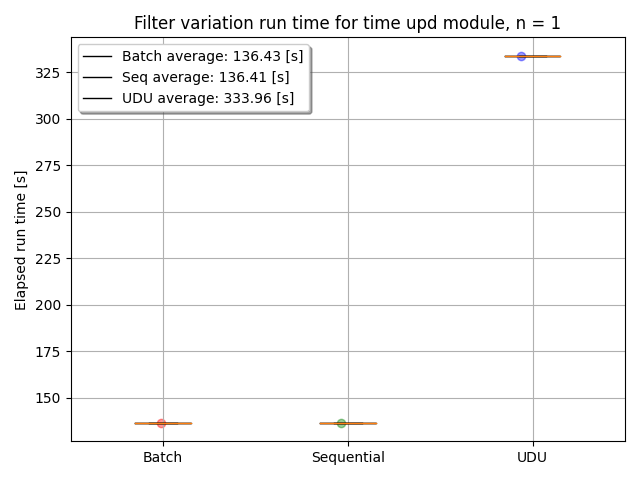 Filter variation run time for time upd module, n = 1
Batch average: 136.43 [s]
Seq average: 136.41 [s]
UDU average: 333.96 [s]
Elapsed run time [s]
325
300
275
250
225
200
175
150
Batch
Sequential
UDU